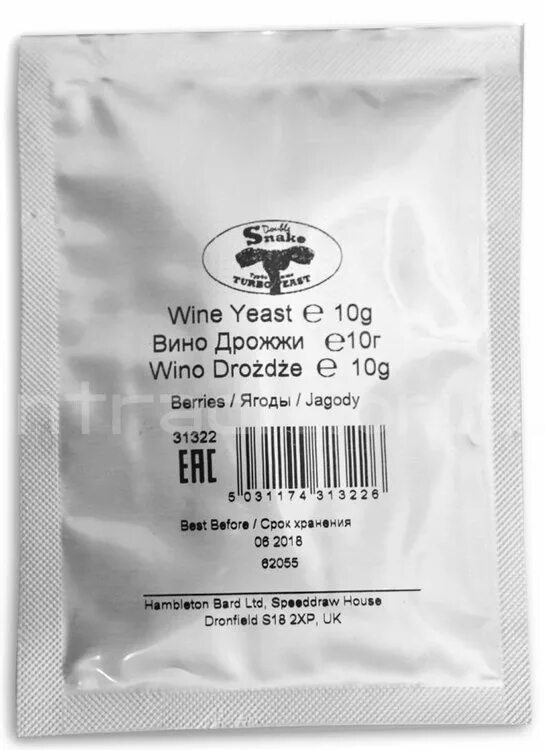 Double
Snake
TURBO YEAST
Wine Yeast ℮ 10g
Вино Дрожжи ℮10г
Wino Drożdże ℮ 10g
Berries / Ягоды / Jagody
31322
EAC
5 031174 313226
Best Before / Срок хранения
06 2018
62055
Hambleton Bard Ltd, Speeddraw House
Dronfield S18 2XP, UK